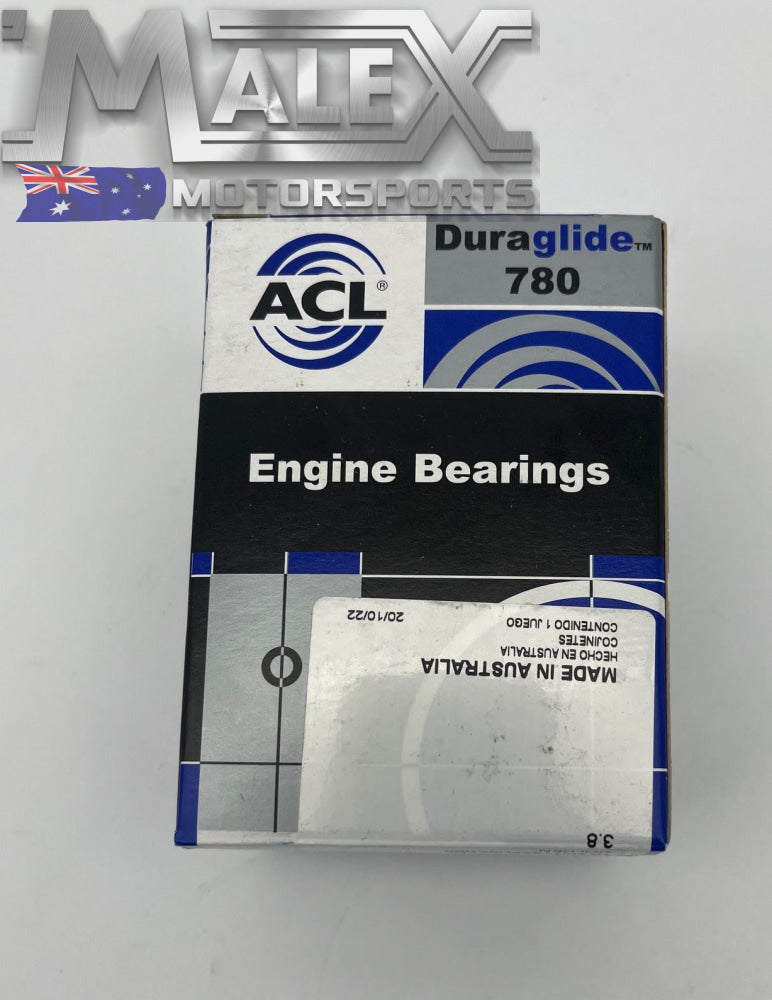 MALEX
MOTORSPORTS
ACL®
Duraglide™
780
Engine Bearings
3.8
MADE IN AUSTRALIA
HECHO EN AUSTRALIA
COJINETES
CONTENIDO 1 JUEGO
20/10/22